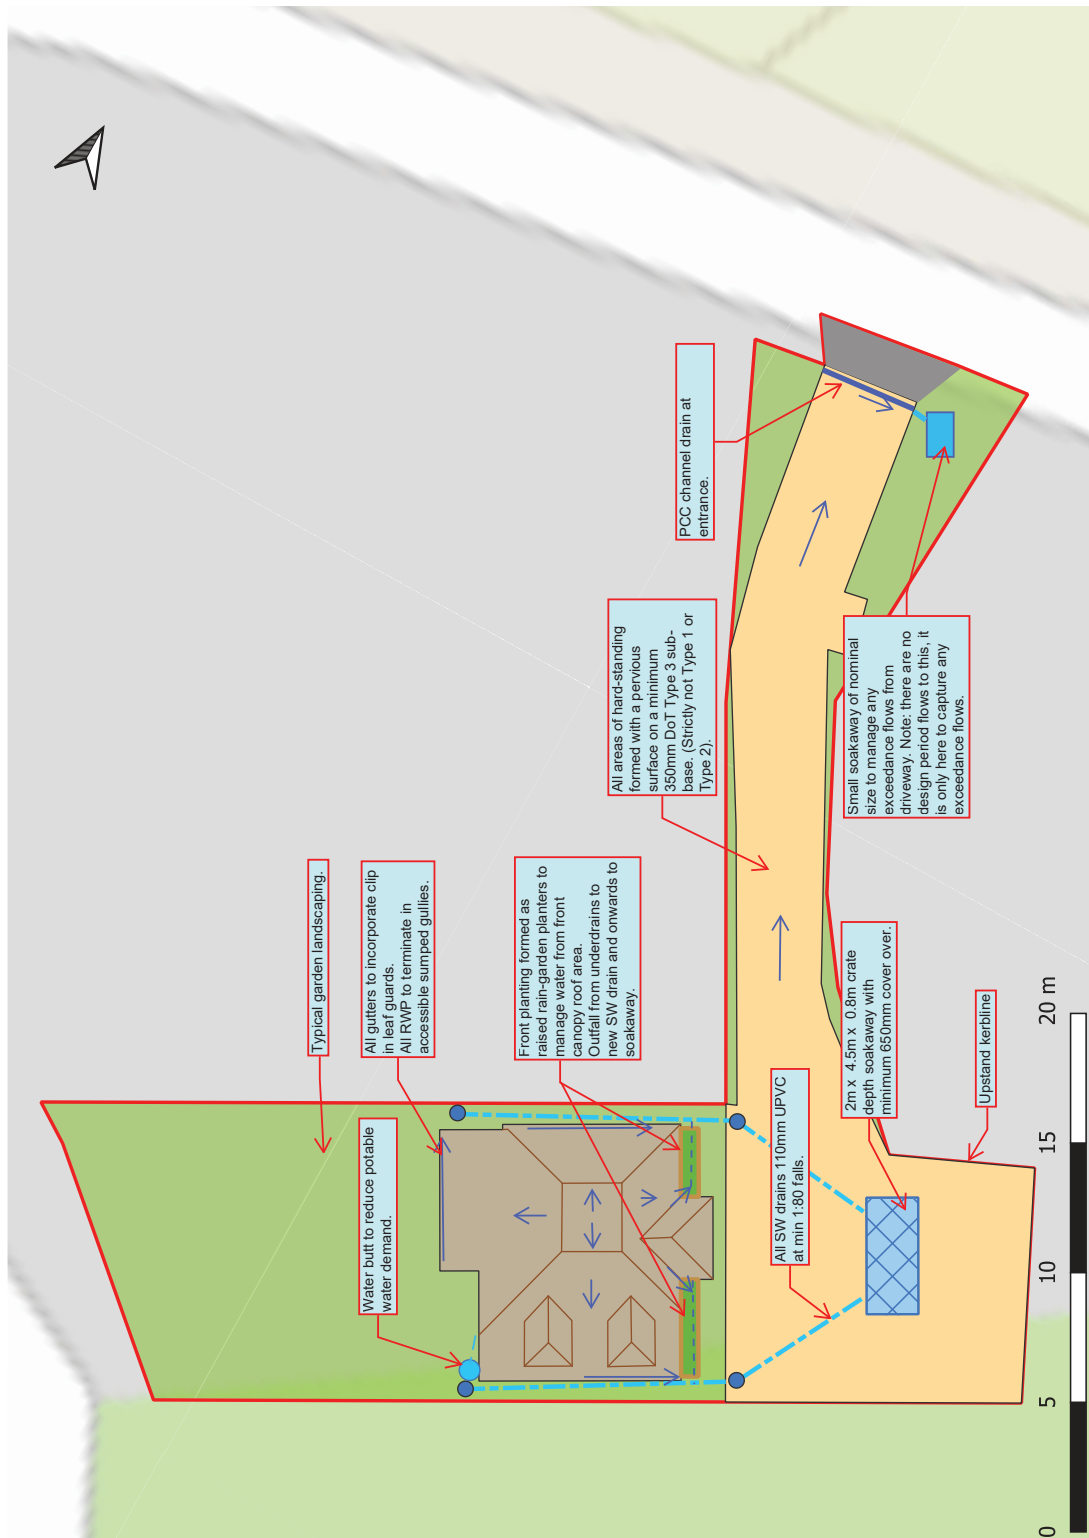 Typical garden landscaping.
All gutters to incorporate clip
in leaf guards.
All RWP to terminate in
accessible sumped gullies.
Water butt to reduce potable
water demand.
Front planting formed as
raised rain-garden planters to
manage water from front
canopy roof area.
Outfall from underdrains to
new SW drain and onwards to
soakaway.
All areas of hard-standing
formed with a pervious
surface on a minimum
350mm DoT Type 3 sub-
base. (Strictly not Type 1 or
Type 2).
PCC channel drain at
entrance.
All SW drains 110mm UPVC
at min 1:80 falls.
2m x 4.5m x 0.8m crate
depth soakaway with
minimum 650mm cover over.
Small soakaway of nominal
size to manage any
exceedance flows from
driveway. Note: there are no
design period flows to this, it
is only here to capture any
exceedance flows.
Upstand kerbline
0 5 10 15 20 m